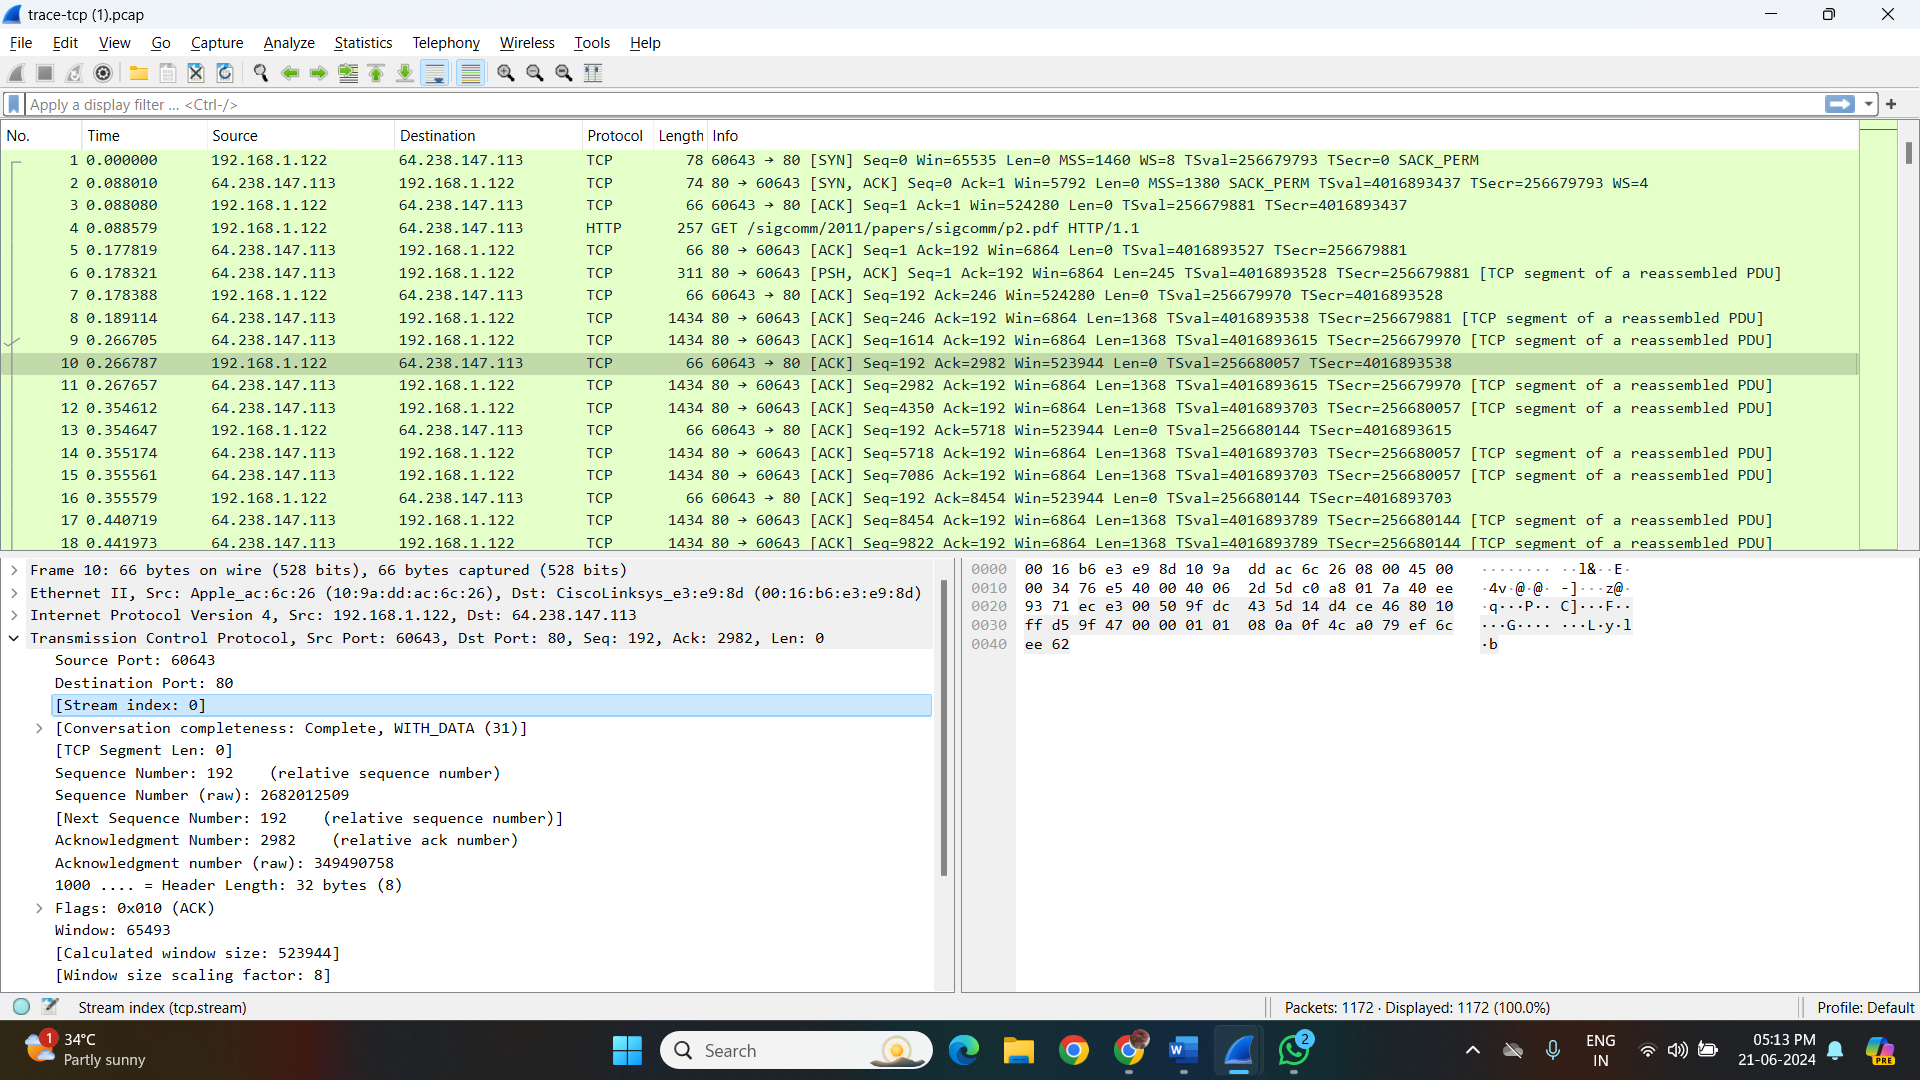 trace-tcp (1).pcap
File Edit View Go Capture Analyze Statistics Telephony Wireless Tools Help
Apply a display filter ... <Ctrl-/>
No. Time Source Destination Protocol Length Info
1 0.000000 192.168.1.122 64.238.147.113 TCP 78 60643 → 80 [SYN] Seq=0 Win=65535 Len=0 MSS=1460 WS=8 TSval=256679793 TSecr=0 SACK_PERM
2 0.088010 64.238.147.113 192.168.1.122 TCP 74 80 → 60643 [SYN, ACK] Seq=0 Ack=1 Win=5792 Len=0 MSS=1380 SACK_PERM TSval=4016893437 TSecr=256679793 WS=4
3 0.088080 192.168.1.122 64.238.147.113 TCP 66 60643 → 80 [ACK] Seq=1 Ack=1 Win=524280 Len=0 TSval=256679881 TSecr=4016893437
4 0.088579 192.168.1.122 64.238.147.113 HTTP 257 GET /sigcomm/2011/papers/sigcomm/p2.pdf HTTP/1.1
5 0.177819 64.238.147.113 192.168.1.122 TCP 66 80 → 60643 [ACK] Seq=1 Ack=192 Win=6864 Len=0 TSval=4016893527 TSecr=256679881
6 0.178321 64.238.147.113 192.168.1.122 TCP 311 80 → 60643 [PSH, ACK] Seq=1 Ack=192 Win=6864 Len=245 TSval=4016893528 TSecr=256679881 [TCP segment of a reassembled PDU]
7 0.178388 192.168.1.122 64.238.147.113 TCP 66 60643 → 80 [ACK] Seq=192 Ack=246 Win=524280 Len=0 TSval=256679970 TSecr=4016893528
8 0.189114 64.238.147.113 192.168.1.122 TCP 1434 80 → 60643 [ACK] Seq=246 Ack=192 Win=6864 Len=1368 TSval=4016893538 TSecr=256679881 [TCP segment of a reassembled PDU]
9 0.266705 64.238.147.113 192.168.1.122 TCP 1434 80 → 60643 [ACK] Seq=1614 Ack=192 Win=6864 Len=1368 TSval=4016893615 TSecr=256679970 [TCP segment of a reassembled PDU]
10 0.266787 192.168.1.122 64.238.147.113 TCP 66 60643 → 80 [ACK] Seq=192 Ack=2982 Win=523944 Len=0 TSval=256680057 TSecr=4016893538
11 0.267657 64.238.147.113 192.168.1.122 TCP 1434 80 → 60643 [ACK] Seq=2982 Ack=192 Win=6864 Len=1368 TSval=4016893615 TSecr=256679970 [TCP segment of a reassembled PDU]
12 0.354612 64.238.147.113 192.168.1.122 TCP 1434 80 → 60643 [ACK] Seq=4350 Ack=192 Win=6864 Len=1368 TSval=4016893703 TSecr=256680057 [TCP segment of a reassembled PDU]
13 0.354647 192.168.1.122 64.238.147.113 TCP 66 60643 → 80 [ACK] Seq=192 Ack=5718 Win=523944 Len=0 TSval=256680144 TSecr=4016893615
14 0.355174 64.238.147.113 192.168.1.122 TCP 1434 80 → 60643 [ACK] Seq=5718 Ack=192 Win=6864 Len=1368 TSval=4016893703 TSecr=256680057 [TCP segment of a reassembled PDU]
15 0.355561 64.238.147.113 192.168.1.122 TCP 1434 80 → 60643 [ACK] Seq=7086 Ack=192 Win=6864 Len=1368 TSval=4016893703 TSecr=256680057 [TCP segment of a reassembled PDU]
16 0.355579 192.168.1.122 64.238.147.113 TCP 66 60643 → 80 [ACK] Seq=192 Ack=8454 Win=523944 Len=0 TSval=256680144 TSecr=4016893703
17 0.440719 64.238.147.113 192.168.1.122 TCP 1434 80 → 60643 [ACK] Seq=8454 Ack=192 Win=6864 Len=1368 TSval=4016893789 TSecr=256680144 [TCP segment of a reassembled PDU]
18 0.441973 64.238.147.113 192.168.1.122 TCP 1434 80 → 60643 [ACK] Seq=9822 Ack=192 Win=6864 Len=1368 TSval=4016893789 TSecr=256680144 [TCP segment of a reassembled PDU]
Frame 10: 66 bytes on wire (528 bits), 66 bytes captured (528 bits)
Ethernet II, Src: Apple_ac:6c:26 (10:9a:dd:ac:6c:26), Dst: CiscoLinksys_e3:e9:8d (00:16:b6:e3:e9:8d)
Internet Protocol Version 4, Src: 192.168.1.122, Dst: 64.238.147.113
Transmission Control Protocol, Src Port: 60643, Dst Port: 80, Seq: 192, Ack: 2982, Len: 0
Source Port: 60643
Destination Port: 80
[Stream index: 0]
[Conversation completeness: Complete, WITH_DATA (31)]
[TCP Segment Len: 0]
Sequence Number: 192 (relative sequence number)
Sequence Number (raw): 2682012509
[Next Sequence Number: 192 (relative sequence number)]
Acknowledgment Number: 2982 (relative ack number)
Acknowledgment number (raw): 349490758
1000 .... = Header Length: 32 bytes (8)
Flags: 0x010 (ACK)
Window: 65493
[Calculated window size: 523944]
[Window size scaling factor: 8]
0000 00 16 b6 e3 e9 8d 10 9a dd ac 6c 26 08 00 45 00 ········ ··l&··E·
0010 00 34 76 e5 40 00 40 06 2d 5d c0 a8 01 7a 40 ee ·4v·@·@· -]···z@·
0020 93 71 ec e3 00 50 9f dc 43 5d 14 d4 ce 46 80 10 ·q···P·· C]···F··
0030 ff d5 9f 47 00 00 01 01 08 0a 0f 4c a0 79 ef 6c ···G···· ···L·y·l
0040 ee 62 ·b
Stream index (tcp.stream) Packets: 1172 · Displayed: 1172 (100.0%) Profile: Default
1
34°C
Partly sunny
Search
2
ENG
IN
05:13 PM
21-06-2024
PRE